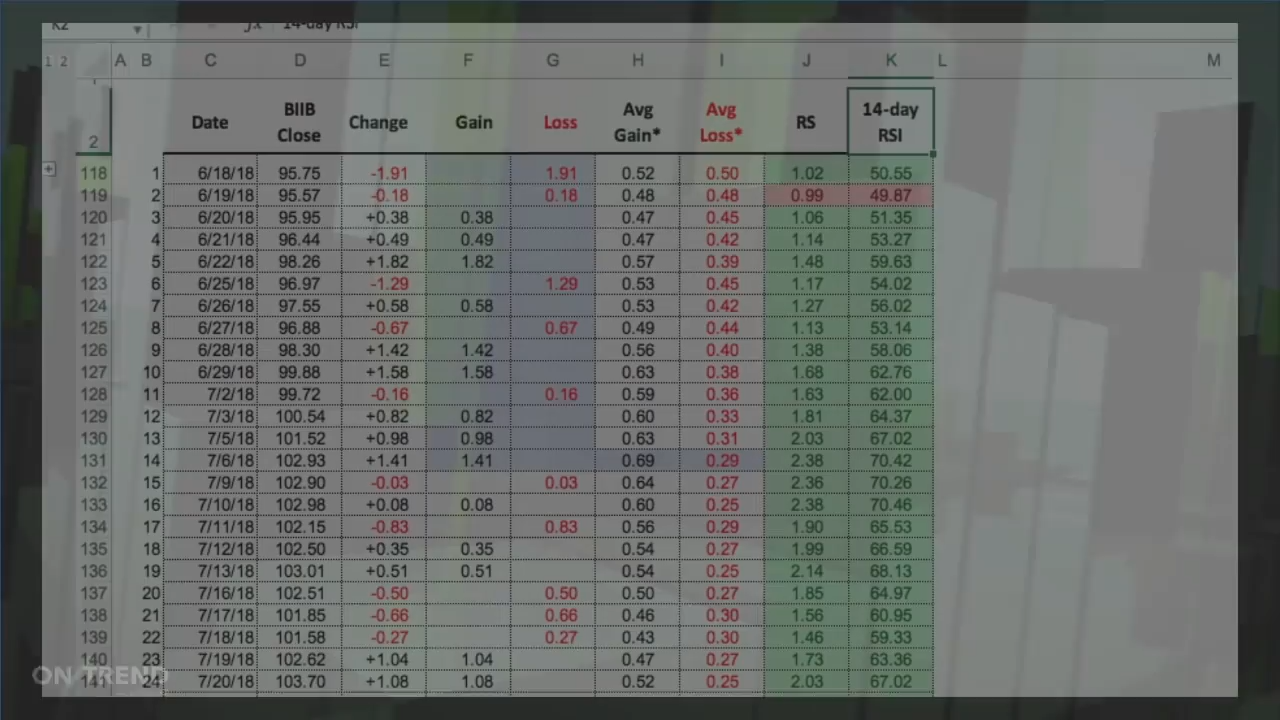 K2 fx 14-day RSI
1 2 A B C D E F G H I J K L M
2 Date BIIB Close Change Gain Loss Avg Gain* Avg Loss* RS 14-day RSI
118 1 6/18/18 95.75 -1.91 1.91 0.52 0.50 1.02 50.55
119 2 6/19/18 95.57 -0.18 0.18 0.48 0.48 0.99 49.87
120 3 6/20/18 95.95 +0.38 0.38 0.47 0.45 1.06 51.35
121 4 6/21/18 96.44 +0.49 0.49 0.47 0.42 1.14 53.27
122 5 6/22/18 98.26 +1.82 1.82 0.57 0.39 1.48 59.63
123 6 6/25/18 96.97 -1.29 1.29 0.53 0.45 1.17 54.02
124 7 6/26/18 97.55 +0.58 0.58 0.53 0.42 1.27 56.02
125 8 6/27/18 96.88 -0.67 0.67 0.49 0.44 1.13 53.14
126 9 6/28/18 98.30 +1.42 1.42 0.56 0.40 1.38 58.06
127 10 6/29/18 99.88 +1.58 1.58 0.63 0.38 1.68 62.76
128 11 7/2/18 99.72 -0.16 0.16 0.59 0.36 1.63 62.00
129 12 7/3/18 100.54 +0.82 0.82 0.60 0.33 1.81 64.37
130 13 7/5/18 101.52 +0.98 0.98 0.63 0.31 2.03 67.02
131 14 7/6/18 102.93 +1.41 1.41 0.69 0.29 2.38 70.42
132 15 7/9/18 102.90 -0.03 0.03 0.64 0.27 2.36 70.26
133 16 7/10/18 102.98 +0.08 0.08 0.60 0.25 2.38 70.46
134 17 7/11/18 102.15 -0.83 0.83 0.56 0.29 1.90 65.53
135 18 7/12/18 102.50 +0.35 0.35 0.54 0.27 1.99 66.59
136 19 7/13/18 103.01 +0.51 0.51 0.54 0.25 2.14 68.13
137 20 7/16/18 102.51 -0.50 0.50 0.50 0.27 1.85 64.97
138 21 7/17/18 101.85 -0.66 0.66 0.46 0.30 1.56 60.95
139 22 7/18/18 101.58 -0.27 0.27 0.43 0.30 1.46 59.33
140 23 7/19/18 102.62 +1.04 1.04 0.47 0.27 1.73 63.36
141 24 7/20/18 103.70 +1.08 1.08 0.52 0.25 2.03 67.02
ON TREND